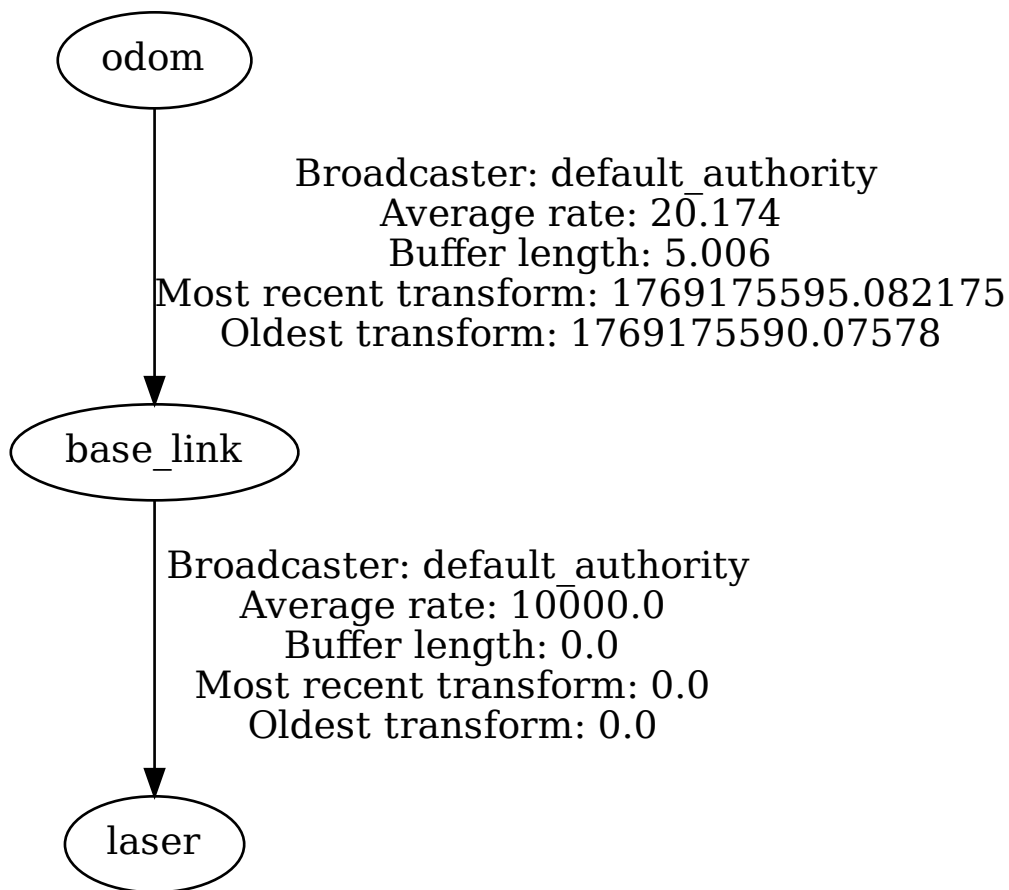 odom
Broadcaster: default_authority
Average rate: 20.174
Buffer length: 5.006
Most recent transform: 1769175595.082175
Oldest transform: 1769175590.07578
base_link
Broadcaster: default_authority
Average rate: 10000.0
Buffer length: 0.0
Most recent transform: 0.0
Oldest transform: 0.0
laser